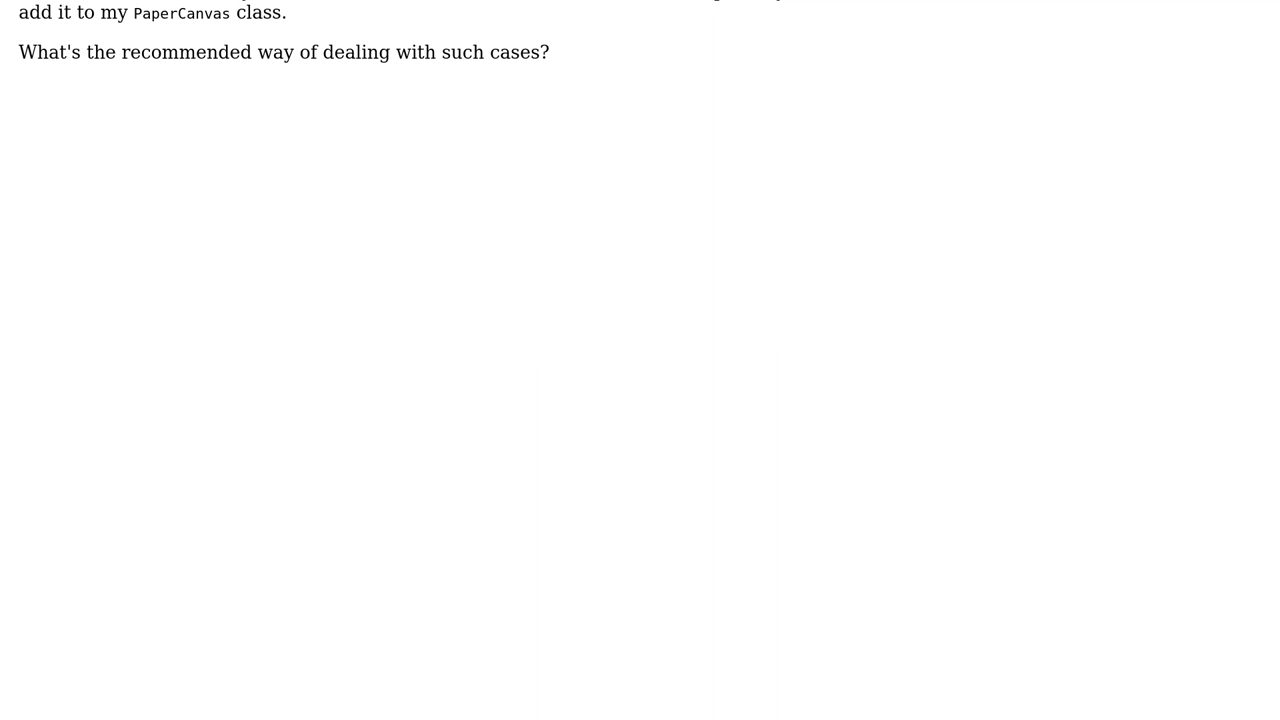 add it to my PaperCanvas class.
What's the recommended way of dealing with such cases?